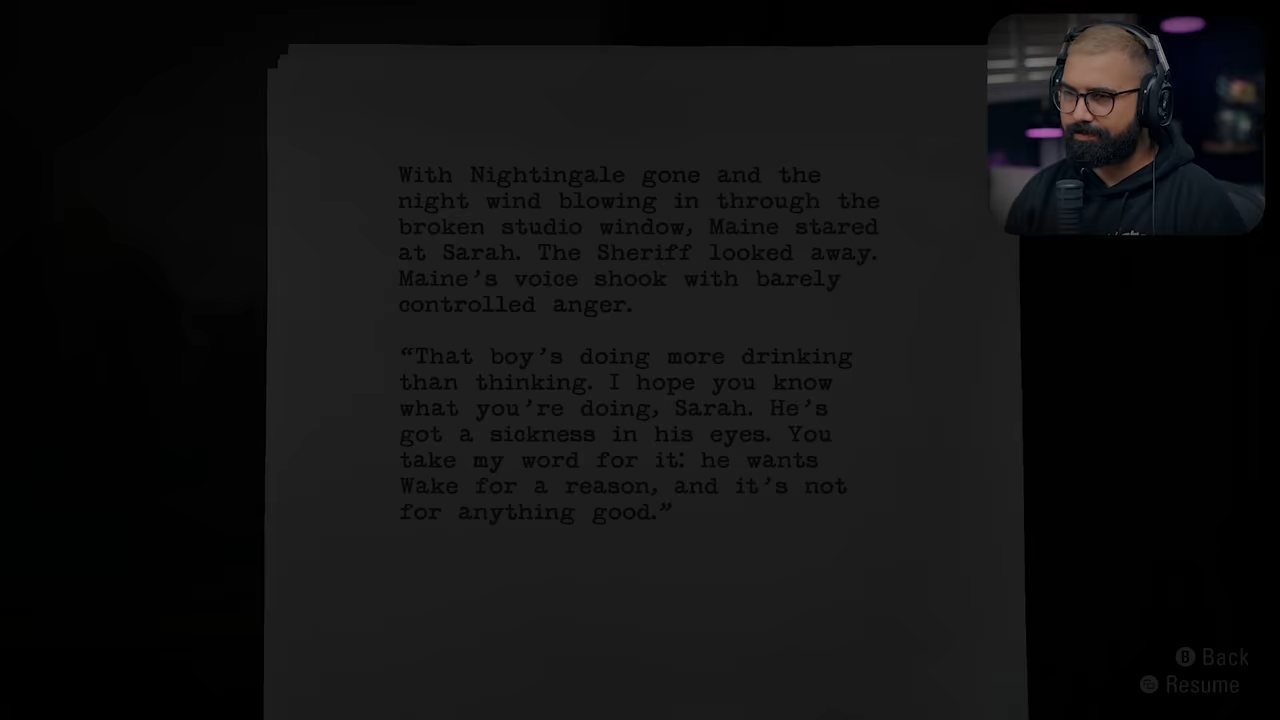 With Nightingale gone and the
night wind blowing in through the
broken studio window, Maine stared
at Sarah. The Sheriff looked away.
Maine's voice shook with barely
controlled anger.
“That boy's doing more drinking
than thinking. I hope you know
what you're doing, Sarah. He's
got a sickness in his eyes. You
take my word for it: he wants
Wake for a reason, and it's not
for anything good.”
B Back
Resume